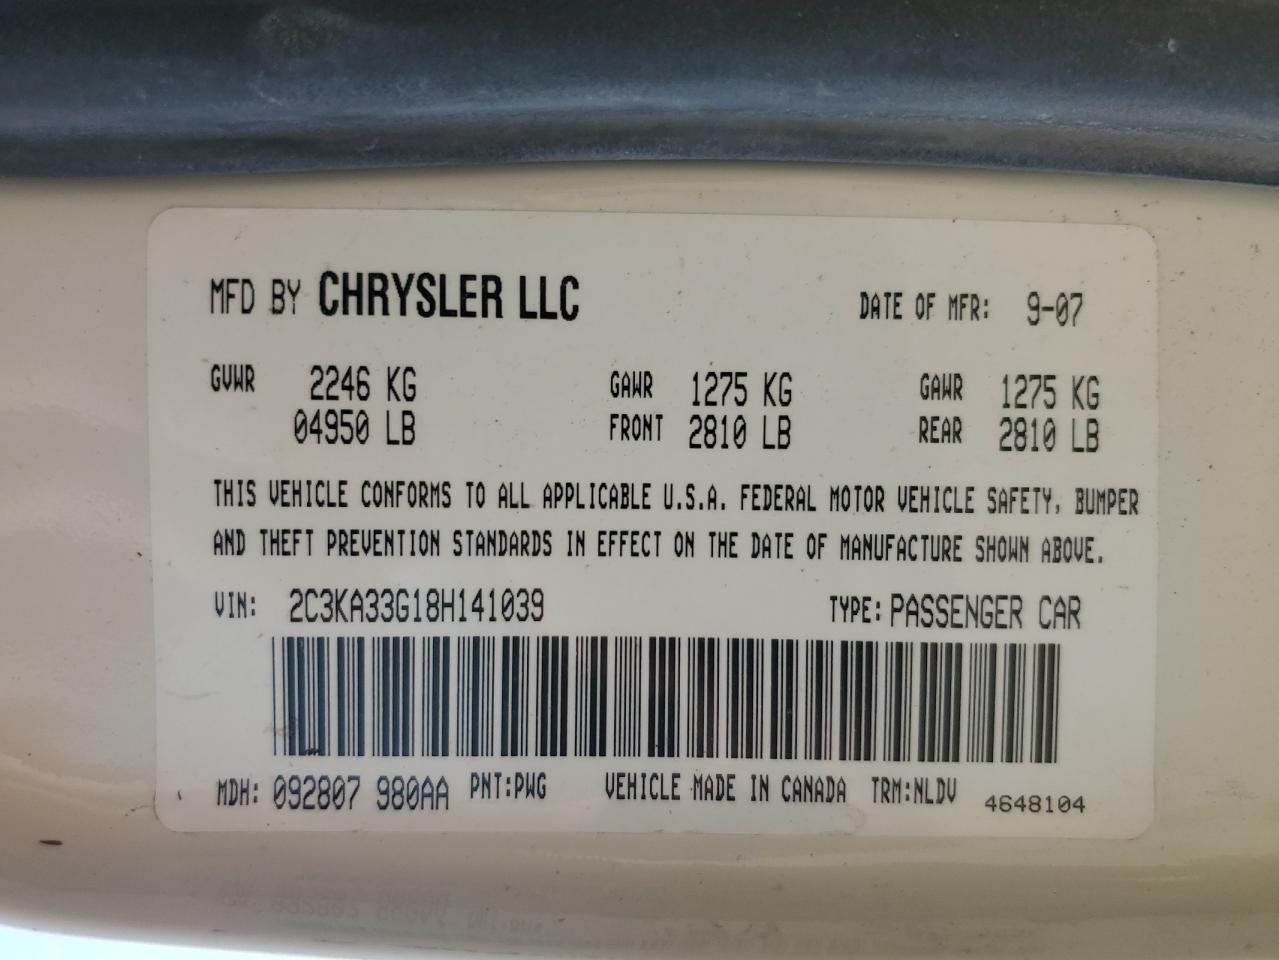 MFD BY CHRYSLER LLC DATE OF MFR: 9-07
GVWR 2246 KG GAWR 1275 KG GAWR 1275 KG
04950 LB FRONT 2810 LB REAR 2810 LB
THIS VEHICLE CONFORMS TO ALL APPLICABLE U.S.A. FEDERAL MOTOR VEHICLE SAFETY, BUMPER
AND THEFT PREVENTION STANDARDS IN EFFECT ON THE DATE OF MANUFACTURE SHOWN ABOVE.
VIN: 2C3KA33G18H141039 TYPE: PASSENGER CAR
MDH: 092807 980AA PNT:PWG VEHICLE MADE IN CANADA TRM:NLDV 4648104